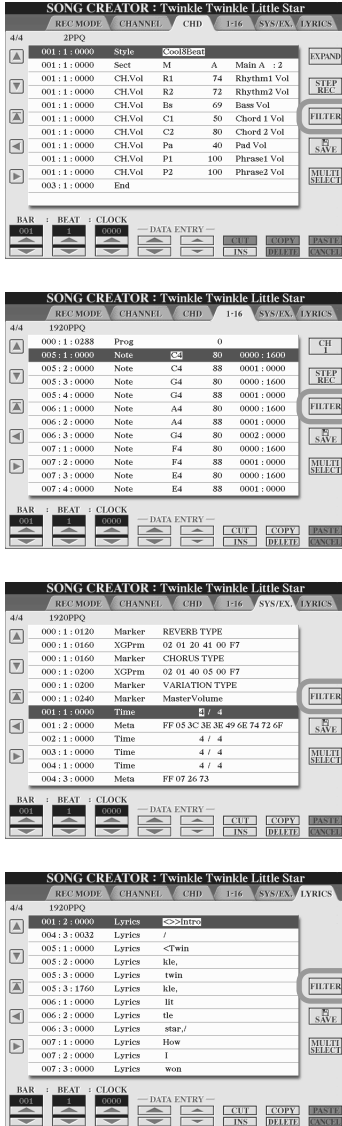 SONG CREATOR : Twinkle Twinkle Little Star
REC MODE CHANNEL CHD 1-16 SYS/EX. LYRICS
4/4 2PPQ
001 : 1 : 0000 Style Cool8Beat
EXPAND
001 : 1 : 0000 Sect M A Main A : 2
001 : 1 : 0000 CH.Vol R1 74 Rhythm1 Vol
STEP REC
001 : 1 : 0000 CH.Vol R2 72 Rhythm2 Vol
001 : 1 : 0000 CH.Vol Bs 69 Bass Vol
001 : 1 : 0000 CH.Vol C1 50 Chord 1 Vol
FILTER
001 : 1 : 0000 CH.Vol C2 80 Chord 2 Vol
001 : 1 : 0000 CH.Vol Pa 40 Pad Vol
SAVE
001 : 1 : 0000 CH.Vol P1 100 Phrase1 Vol
001 : 1 : 0000 CH.Vol P2 100 Phrase2 Vol
MULTI SELECT
003 : 1 : 0000 End
BAR : BEAT : CLOCK
001 1 0000 DATA ENTRY CUT COPY PASTE
INS DELETE CANCEL
SONG CREATOR : Twinkle Twinkle Little Star
REC MODE CHANNEL CHD 1-16 SYS/EX. LYRICS
4/4 1920PPQ
000 : 1 : 0288 Prog 0
CH 1
005 : 1 : 0000 Note C4 80 0000 : 1600
005 : 2 : 0000 Note C4 88 0001 : 0000
STEP REC
005 : 3 : 0000 Note G4 80 0000 : 1600
005 : 4 : 0000 Note G4 88 0001 : 0000
FILTER
006 : 1 : 0000 Note A4 80 0000 : 1600
006 : 2 : 0000 Note A4 88 0001 : 0000
006 : 3 : 0000 Note G4 80 0002 : 0000
SAVE
007 : 1 : 0000 Note F4 80 0000 : 1600
007 : 2 : 0000 Note F4 88 0001 : 0000
MULTI SELECT
007 : 3 : 0000 Note E4 80 0000 : 1600
007 : 4 : 0000 Note E4 88 0001 : 0000
BAR : BEAT : CLOCK
001 1 0000 DATA ENTRY CUT COPY PASTE
INS DELETE CANCEL
SONG CREATOR : Twinkle Twinkle Little Star
REC MODE CHANNEL CHD 1-16 SYS/EX. LYRICS
4/4 1920PPQ
000 : 1 : 0120 Marker REVERB TYPE
000 : 1 : 0160 XGPrm 02 01 20 41 00 F7
000 : 1 : 0160 Marker CHORUS TYPE
000 : 1 : 0200 XGPrm 02 01 40 05 00 F7
000 : 1 : 0200 Marker VARIATION TYPE
000 : 1 : 0240 Marker MasterVolume
FILTER
001 : 1 : 0000 Time 4 / 4
001 : 2 : 0000 Meta FF 05 3C 3E 3E 49 6E 74 72 6F
SAVE
002 : 1 : 0000 Time 4 / 4
003 : 1 : 0000 Time 4 / 4
MULTI SELECT
004 : 1 : 0000 Time 4 / 4
004 : 3 : 0000 Meta FF 07 26 73
BAR : BEAT : CLOCK
001 1 0000 DATA ENTRY CUT COPY PASTE
INS DELETE CANCEL
SONG CREATOR : Twinkle Twinkle Little Star
REC MODE CHANNEL CHD 1-16 SYS/EX. LYRICS
4/4 1920PPQ
001 : 2 : 0000 Lyrics <>>Intro
004 : 3 : 0032 Lyrics /
005 : 1 : 0000 Lyrics <Twin
005 : 2 : 0000 Lyrics kle,
005 : 3 : 0000 Lyrics twin
005 : 3 : 1760 Lyrics kle,
FILTER
006 : 1 : 0000 Lyrics lit
006 : 2 : 0000 Lyrics tle
SAVE
006 : 3 : 0000 Lyrics star,/
007 : 1 : 0000 Lyrics How
MULTI SELECT
007 : 2 : 0000 Lyrics I
007 : 3 : 0000 Lyrics won
BAR : BEAT : CLOCK
001 1 0000 DATA ENTRY CUT COPY PASTE
INS DELETE CANCEL